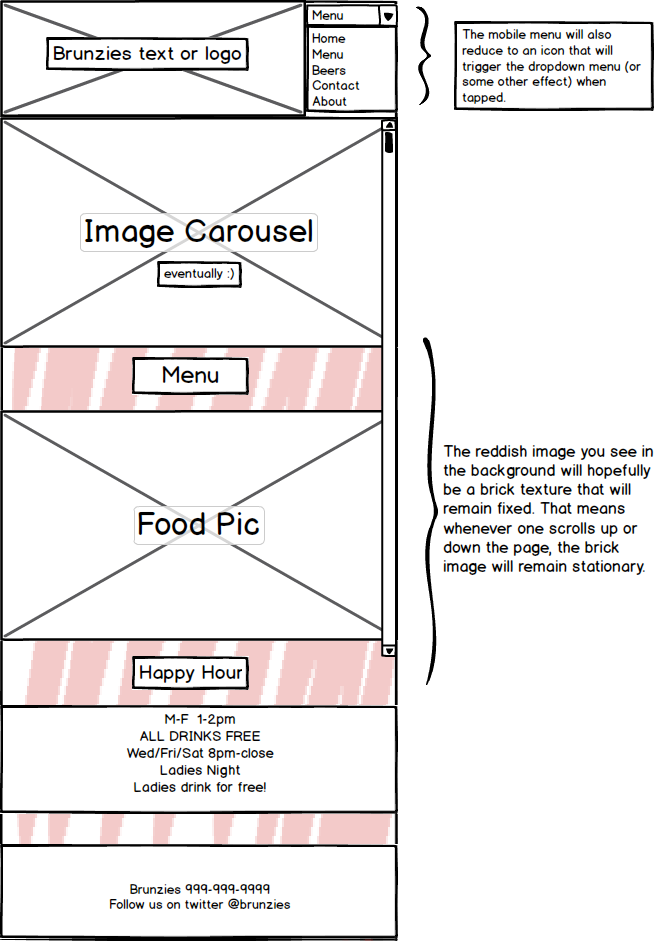 Brunzies text or logo
Menu
Home
Menu
Beers
Contact
About
The mobile menu will also
reduce to an icon that will
trigger the dropdown menu (or
some other effect) when
tapped.
Image Carousel
eventually :)
Menu
Food Pic
The reddish image you see in
the background will hopefully
be a brick texture that will
remain fixed. That means
whenever one scrolls up or
down the page, the brick
image will remain stationary.
Happy Hour
M-F 1-2pm
ALL DRINKS FREE
Wed/Fri/Sat 8pm-close
Ladies Night
Ladies drink for free!
Brunzies 999-999-9999
Follow us on twitter @brunzies